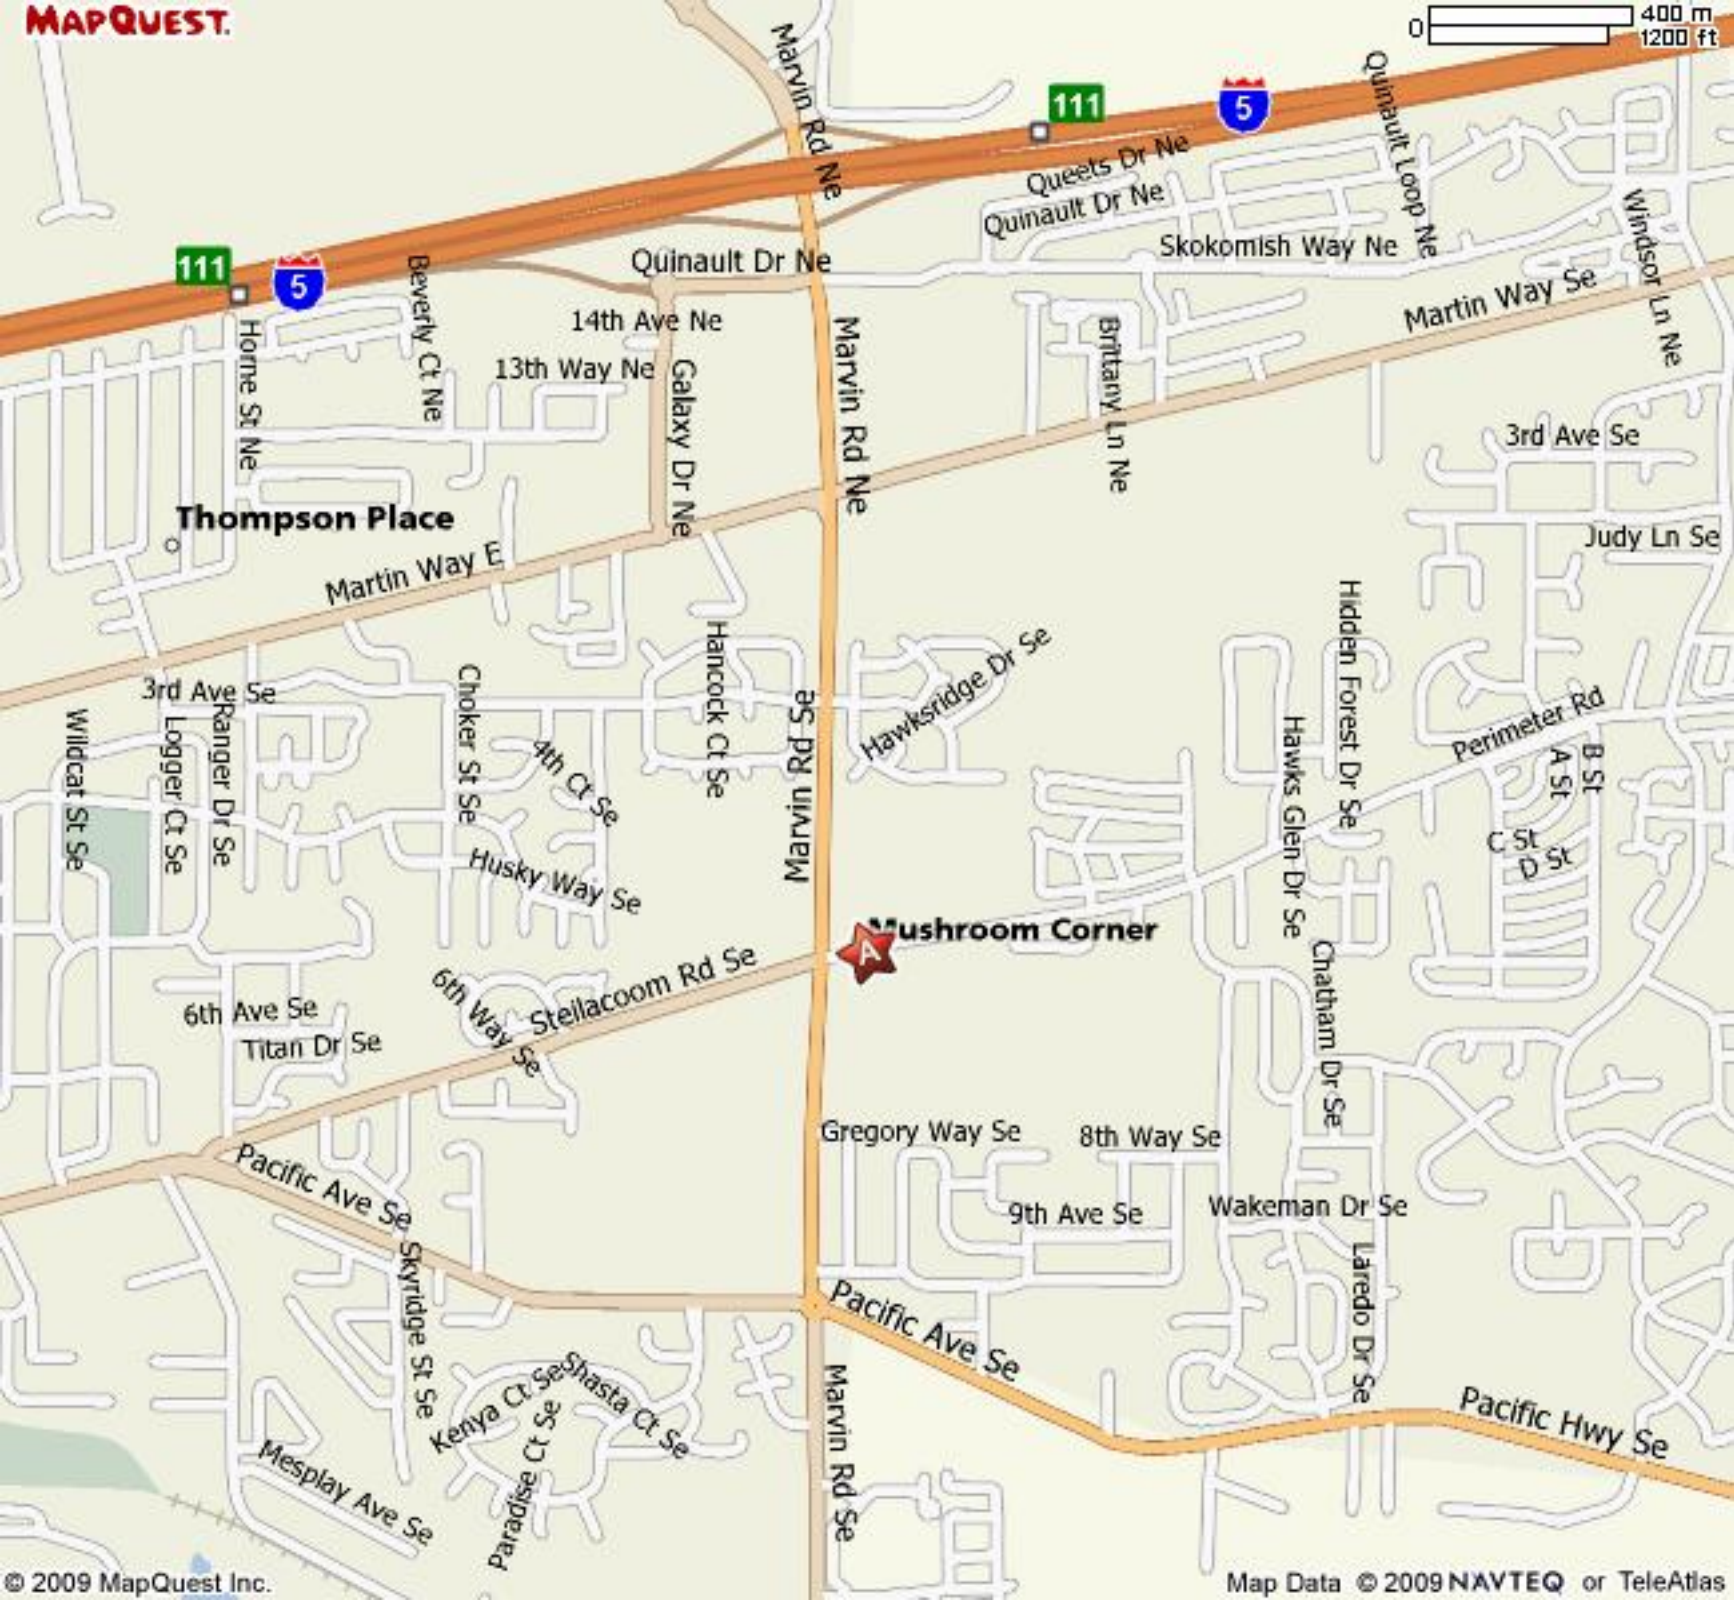 MAPQUEST.
0
400 m
1200 ft
Marvin Rd Ne
111
5
Quinault Loop Ne
Queets Dr Ne
Quinault Dr Ne
Skokomish Way Ne
Windsor Ln Ne
111
5
Beverly Ct Ne
Quinault Dr Ne
Martin Way Se
14th Ave Ne
Horne St Ne
13th Way Ne
Galaxy Dr Ne
Marvin Rd Ne
Brittany Ln Ne
3rd Ave Se
Thompson Place
Judy Ln Se
Martin Way E
Hidden Forest Dr Se
Hancock Ct Se
Hawksridge Dr Se
3rd Ave Se
Choker St Se
Marvin Rd Se
Perimeter Rd
Wildcat St Se
Logger Ct Se
Ranger Dr Se
4th Ct Se
Hawks Glen Dr Se
A St
B St
C St
D St
Husky Way Se
Mushroom Corner
A
Steilacoom Rd Se
6th Way Se
Chatham Dr Se
6th Ave Se
Titan Dr Se
Gregory Way Se
8th Way Se
Pacific Ave Se
9th Ave Se
Wakeman Dr Se
Skyridge St Se
Laredo Dr Se
Pacific Ave Se
Kenya Ct Se
Shasta Ct Se
Paradise Ct Se
Marvin Rd Se
Pacific Hwy Se
Mesplay Ave Se
© 2009 MapQuest Inc.
Map Data © 2009 NAVTEQ or TeleAtlas